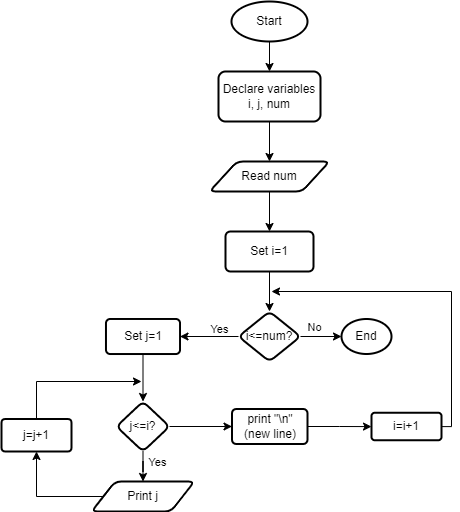 Start
Declare variables
i, j, num
Read num
Set i=1
i<=num?
Yes
No
End
Set j=1
j<=i?
Yes
Print j
j=j+1
print "\n"
(new line)
i=i+1